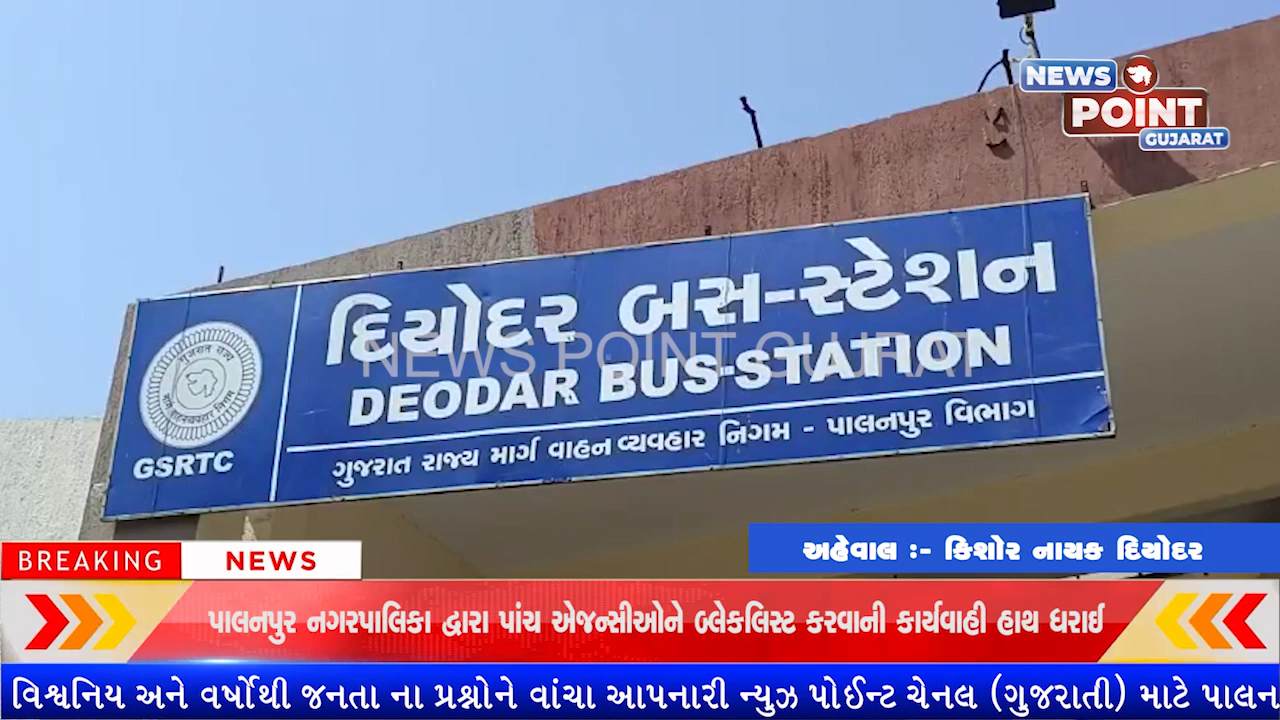 NEWS
POINT
GUJARAT
દિયોદર બસ-સ્ટેશન
NEWS POINT GUJRAT
DEODAR BUS-STATION
ગુજરાત રાજ્ય
GSRTC
ગુજરાત રાજ્ય માર્ગ વાહન વ્યવહાર નિગમ - પાલનપુર વિભાગ
અહેવાલ :- કિશોર નાયક દિયોદર
BREAKING NEWS
પાલનપુર નગરપાલિકા દ્વારા પાંચ એજન્સીઓને બ્લેકલિસ્ટ કરવાની કાર્યવાહી હાથ ધરાઈ
વિશ્વનિય અને વર્ષોથી જનતા ના પ્રશ્નોને વાંચા આપનારી ન્યુઝ પોઈન્ટ ચેનલ (ગુજરાતી) માટે પાલન